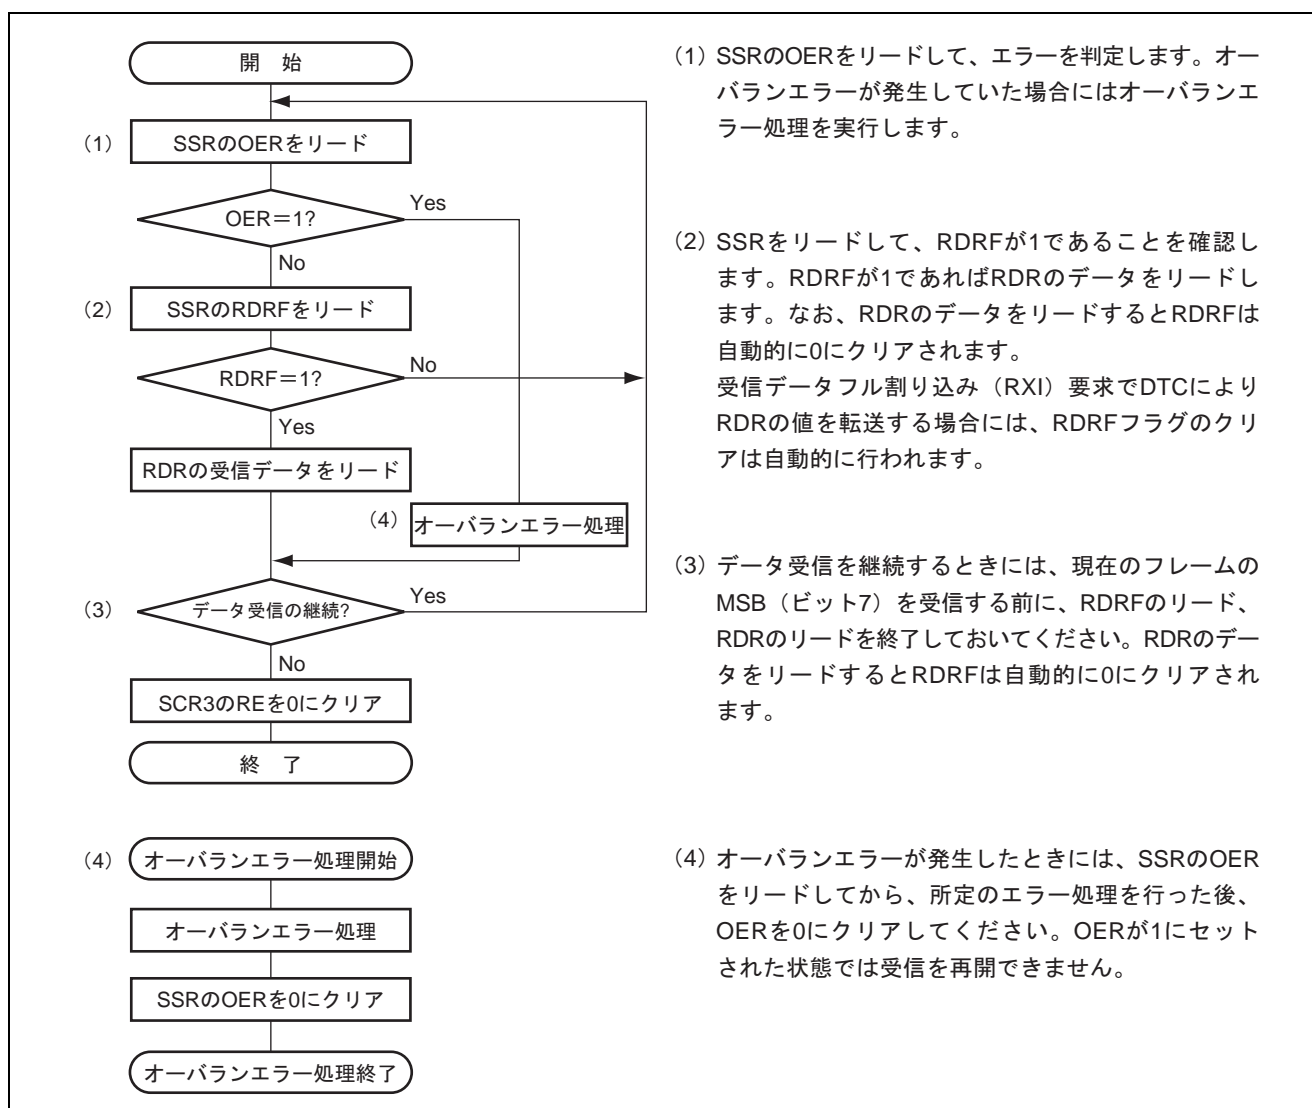 開 始
(1) SSRのOERをリード
OER＝1?
Yes
No
(2) SSRのRDRFをリード
RDRF＝1?
No
Yes
RDRの受信データをリード
(4) オーバランエラー処理
(3) データ受信の継続?
Yes
No
SCR3のREを0にクリア
終 了
(4) オーバランエラー処理開始
オーバランエラー処理
SSRのOERを0にクリア
オーバランエラー処理終了
(1) SSRのOERをリードして、エラーを判定します。オー
バランエラーが発生していた場合にはオーバランエ
ラー処理を実行します。
(2) SSRをリードして、RDRFが1であることを確認し
ます。RDRFが1であればRDRのデータをリードし
ます。なお、RDRのデータをリードするとRDRFは
自動的に0にクリアされます。
受信データフル割り込み（RXI）要求でDTCにより
RDRの値を転送する場合には、RDRFフラグのクリ
アは自動的に行われます。
(3) データ受信を継続するときには、現在のフレームの
MSB（ビット7）を受信する前に、RDRFのリード、
RDRのリードを終了しておいてください。RDRのデー
タをリードするとRDRFは自動的に0にクリアされ
ます。
(4) オーバランエラーが発生したときには、SSRのOER
をリードしてから、所定のエラー処理を行った後、
OERを0にクリアしてください。OERが1にセット
された状態では受信を再開できません。